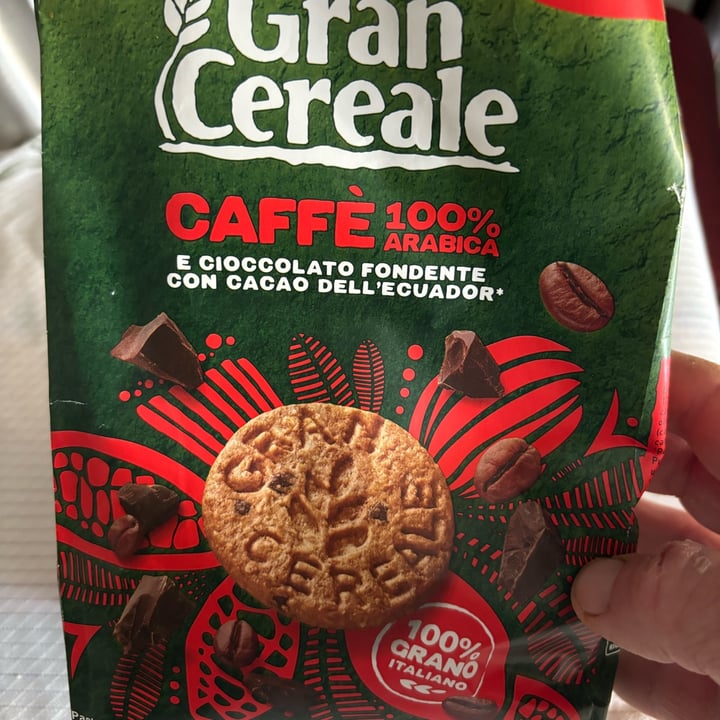 Gran
Cereale
CAFFÈ 100%
ARABICA
E CIOCCOLATO FONDENTE
CON CACAO DELL'ECUADOR*
GRAN
CEREALE
100%
GRANO
ITALIANO